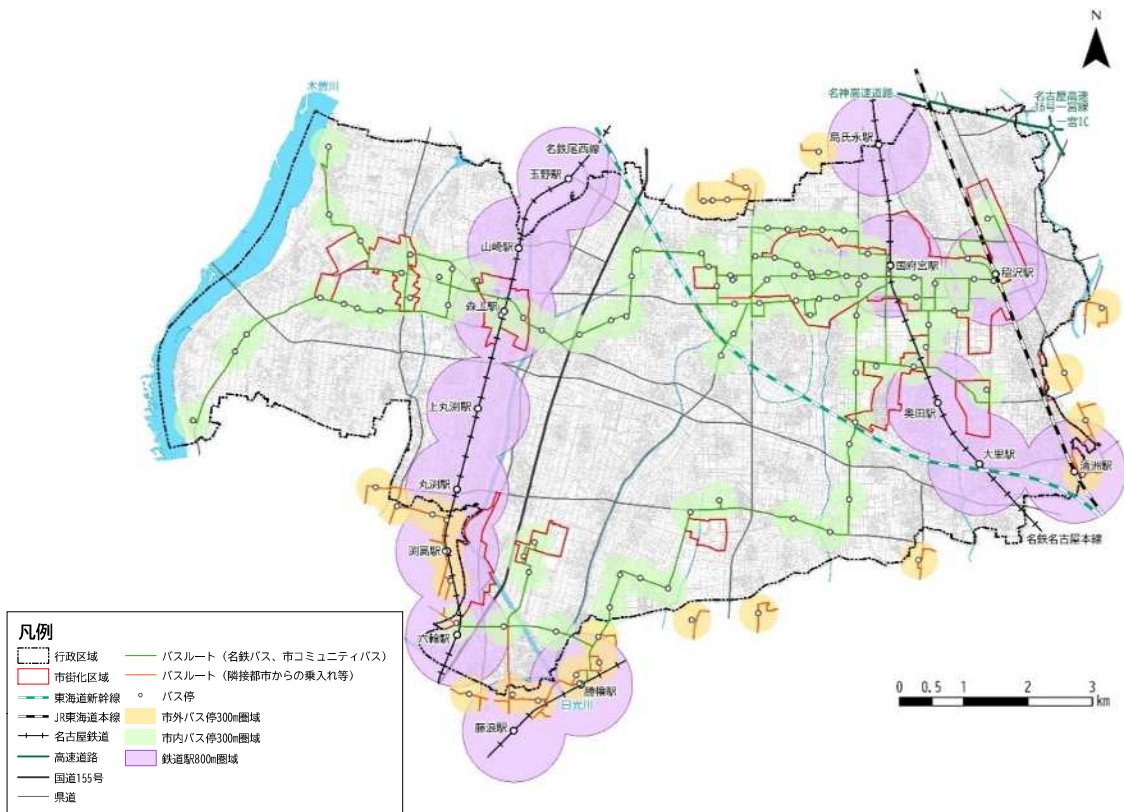 N
木曽川
名神高速道路
名古屋高速
16号一宮線
一宮IC
島氏永駅
名鉄尾西線
玉野駅
山崎駅
国府宮駅
稲沢駅
森上駅
上丸渕駅
奥田駅
大里駅
清洲駅
丸渕駅
渕高駅
名鉄名古屋本線
六輪駅
勝幡駅
日光川
藤浪駅
0 0.5 1 2 3
km
凡例
行政区域
市街化区域
東海道新幹線
JR東海道本線
名古屋鉄道
高速道路
国道155号
県道
バスルート（名鉄バス、市コミュニティバス）
バスルート（隣接都市からの乗入れ等）
バス停
市外バス停300m圏域
市内バス停300m圏域
鉄道駅800m圏域